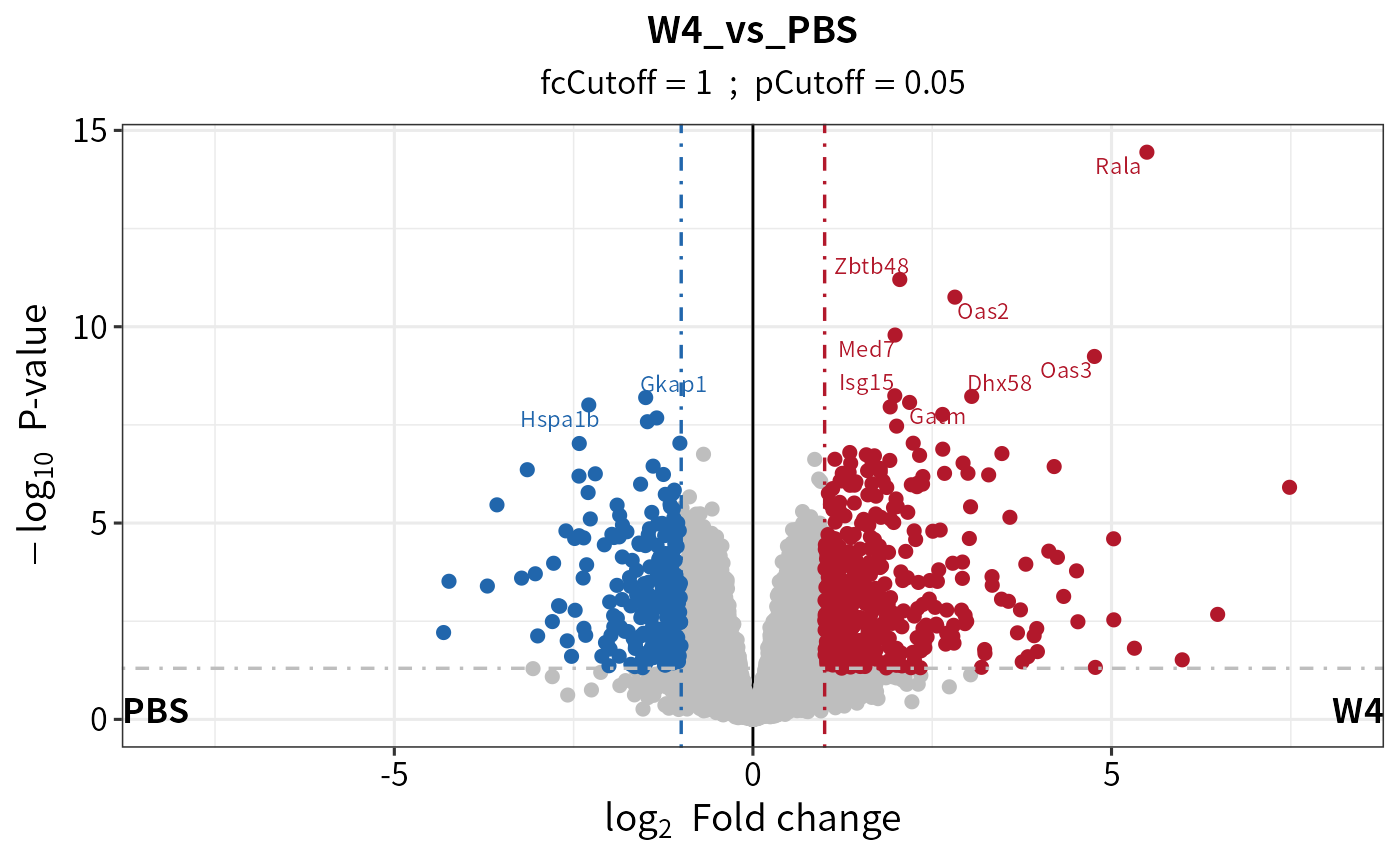 W4_vs_PBS
fcCutoff = 1 ; pCutoff = 0.05
15
Rala
Zbtb48
Oas2
10
Med7
Oas3
Isg15
Dhx58
Gkap1
Gatm
Hspa1b
5
0
PBS
W4
-5
0
5
− log10 P-value
log2 Fold change